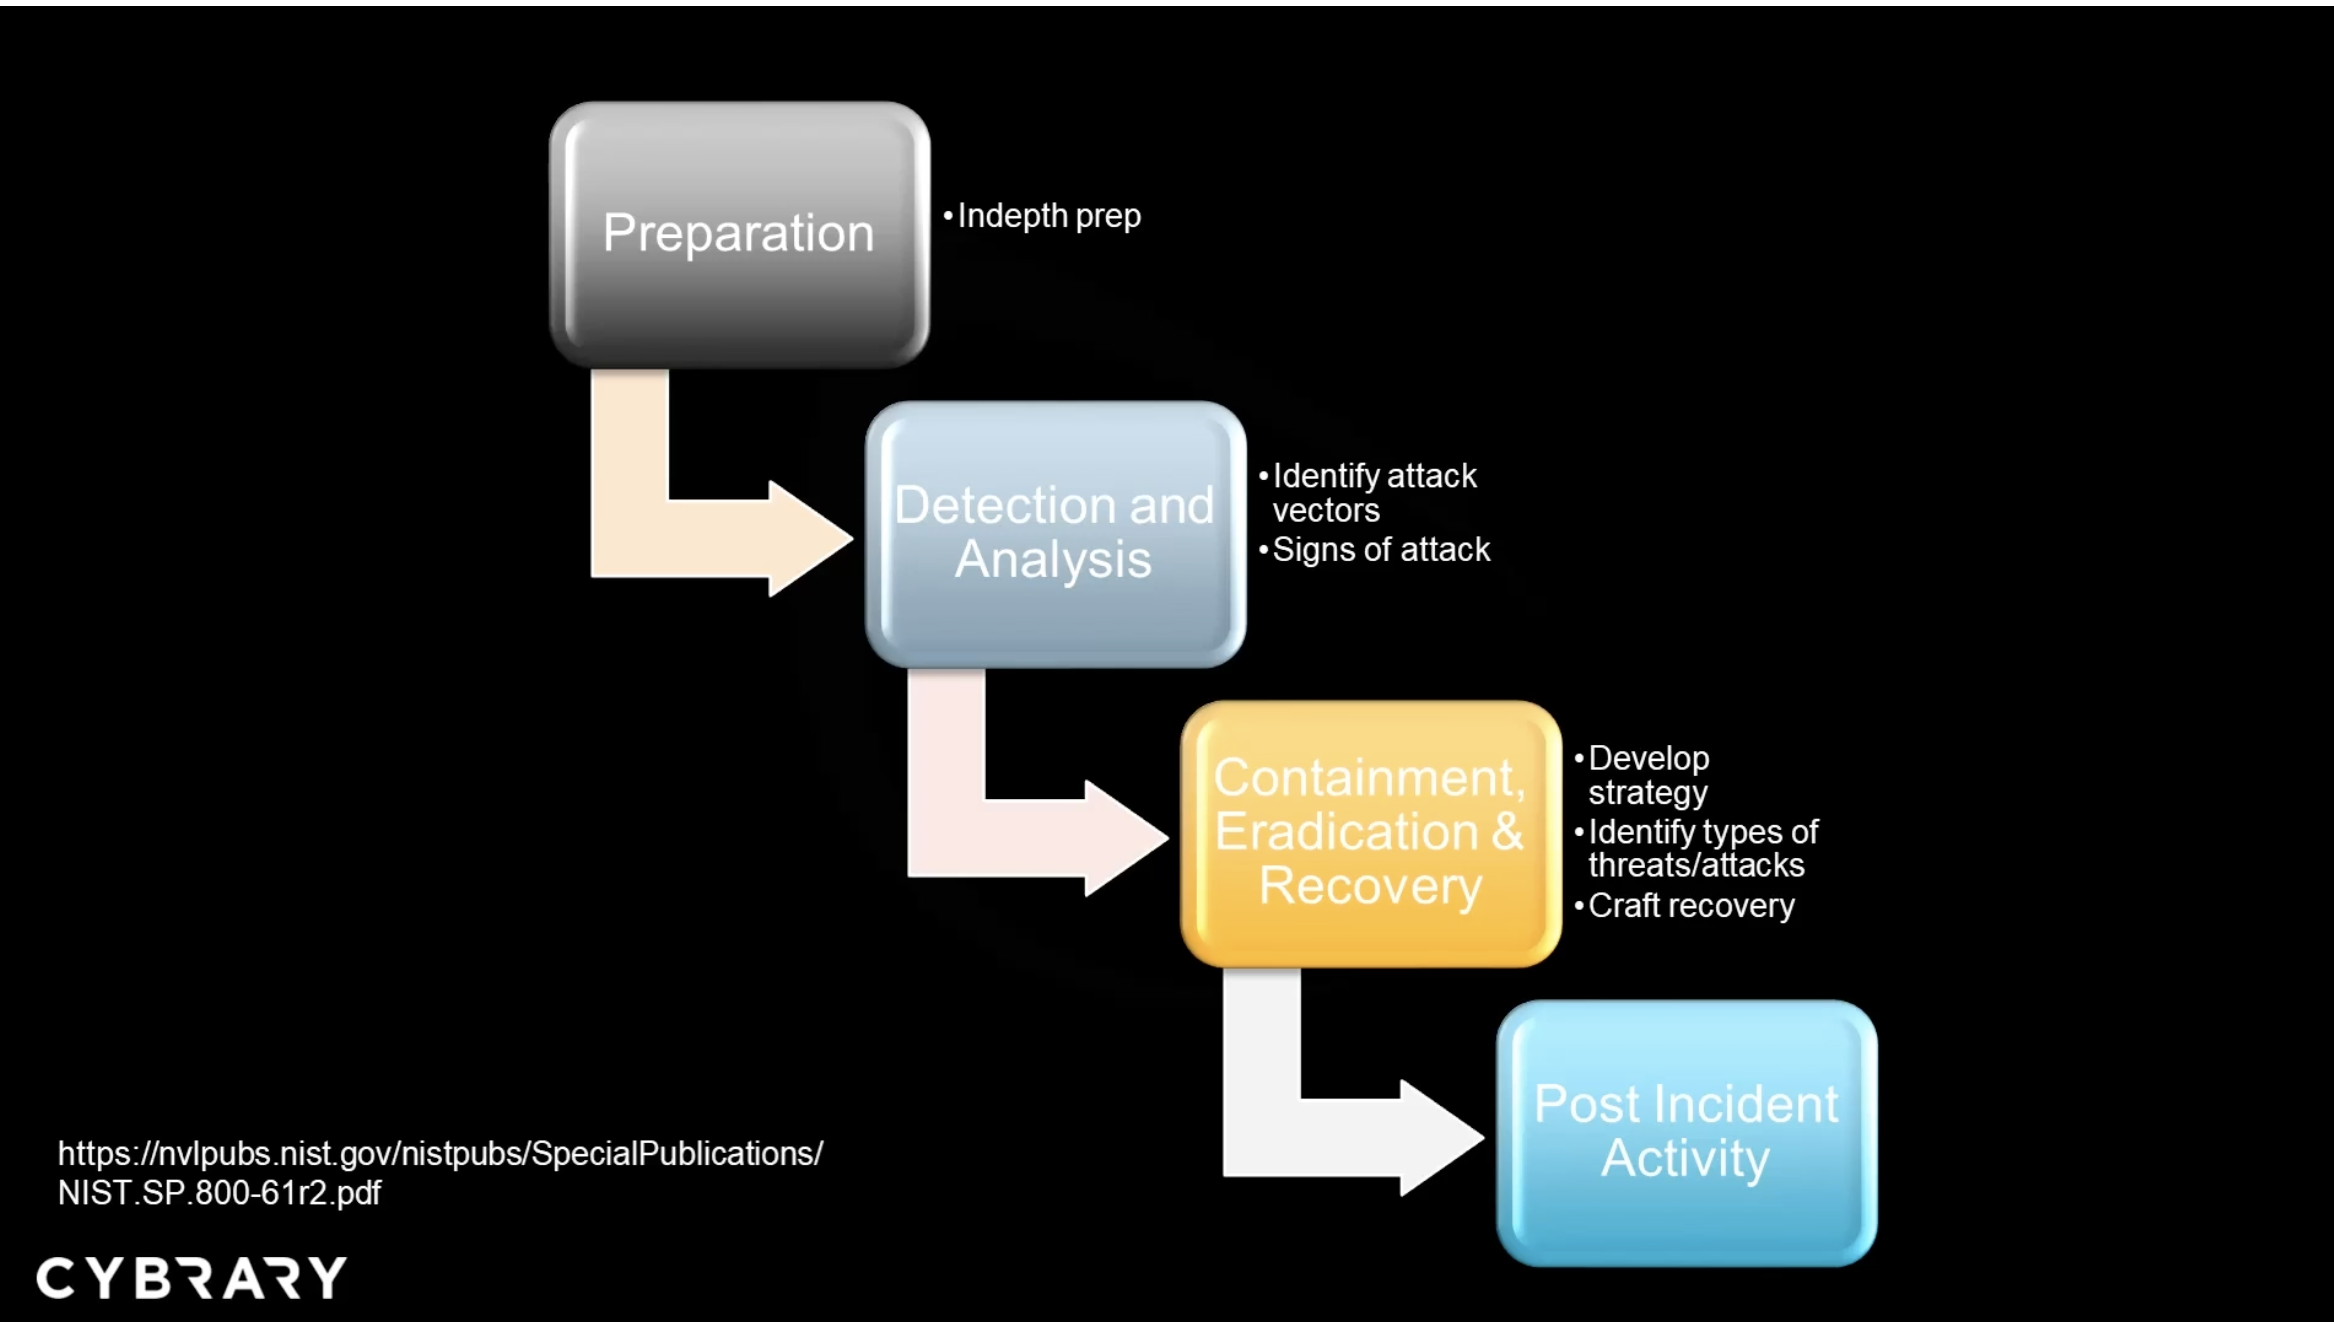 Preparation
•Indepth prep
Detection and
Analysis
•Identify attack
vectors
•Signs of attack
Containment,
Eradication &
Recovery
•Develop
strategy
•Identify types of
threats/attacks
•Craft recovery
Post Incident
Activity
https://nvlpubs.nist.gov/nistpubs/SpecialPublications/
NIST.SP.800-61r2.pdf
CYBRARY